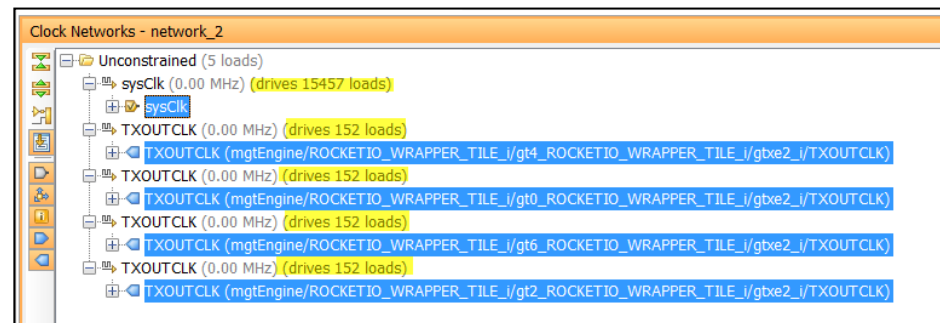 Clock Networks - network_2
Unconstrained (5 loads)
sysClk (0.00 MHz) (drives 15457 loads)
sysClk
TXOUTCLK (0.00 MHz) (drives 152 loads)
TXOUTCLK (mgtEngine/ROCKETIO_WRAPPER_TILE_i/gt4_ROCKETIO_WRAPPER_TILE_i/gtxe2_i/TXOUTCLK)
TXOUTCLK (0.00 MHz) (drives 152 loads)
TXOUTCLK (mgtEngine/ROCKETIO_WRAPPER_TILE_i/gt0_ROCKETIO_WRAPPER_TILE_i/gtxe2_i/TXOUTCLK)
TXOUTCLK (0.00 MHz) (drives 152 loads)
TXOUTCLK (mgtEngine/ROCKETIO_WRAPPER_TILE_i/gt6_ROCKETIO_WRAPPER_TILE_i/gtxe2_i/TXOUTCLK)
TXOUTCLK (0.00 MHz) (drives 152 loads)
TXOUTCLK (mgtEngine/ROCKETIO_WRAPPER_TILE_i/gt2_ROCKETIO_WRAPPER_TILE_i/gtxe2_i/TXOUTCLK)